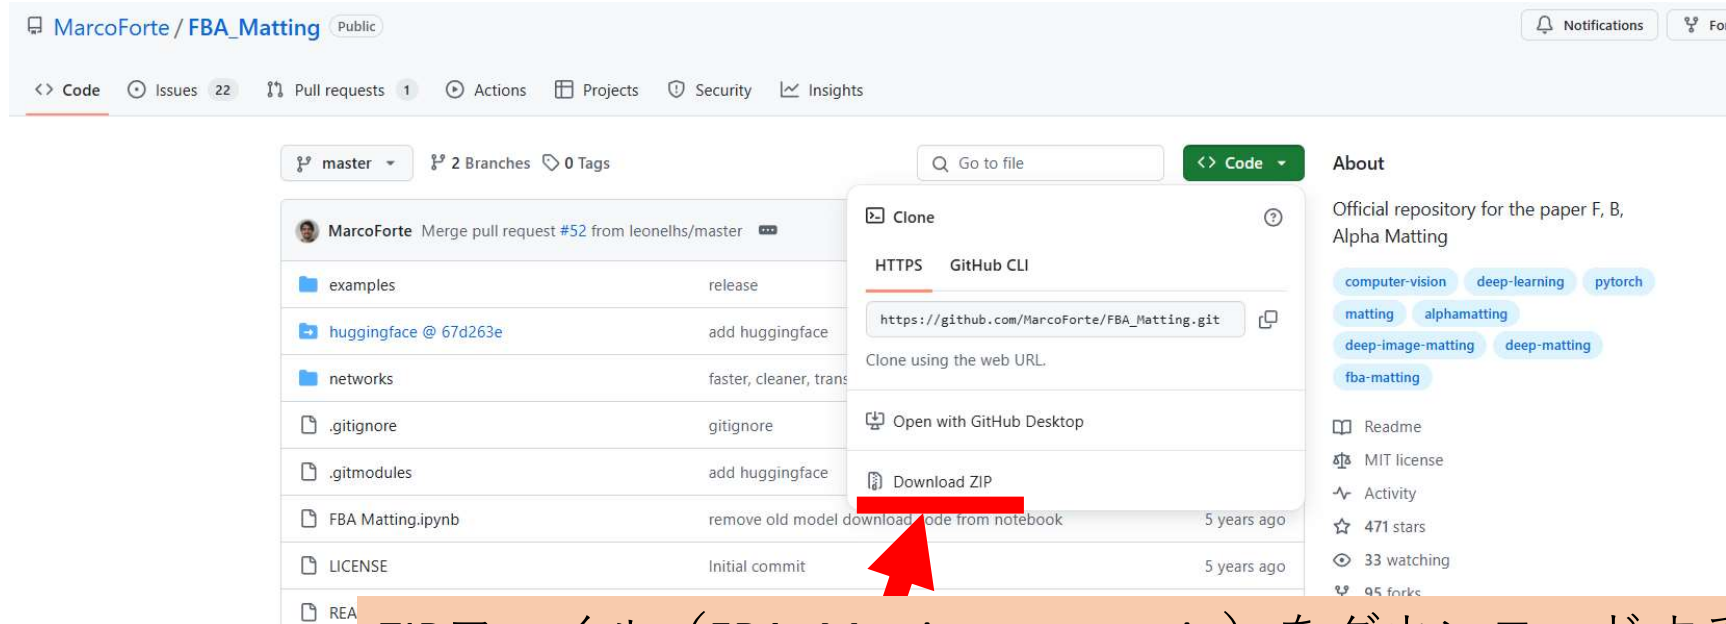 MarcoForte / FBA_Matting Public
Notifications
Code Issues 22 Pull requests 1 Actions Projects Security Insights
master 2 Branches 0 Tags
Go to file
Code
MarcoForte Merge pull request #52 from leonelhs/master
examples release
huggingface @ 67d263e add huggingface
networks faster, cleaner,
.gitignore gitignore
.gitmodules add huggingface
FBA Matting.ipynb remove old model download code from notebook 5 years ago
LICENSE Initial commit 5 years ago
Clone
HTTPS GitHub CLI
https://github.com/MarcoForte/FBA_Matting.git
Clone using the web URL.
Open with GitHub Desktop
Download ZIP
About
Official repository for the paper F, B,
Alpha Matting
computer-vision deep-learning pytorch
matting alphamatting
deep-image-matting deep-matting
fba-matting
Readme
MIT license
Activity
471 stars
33 watching
95 forks